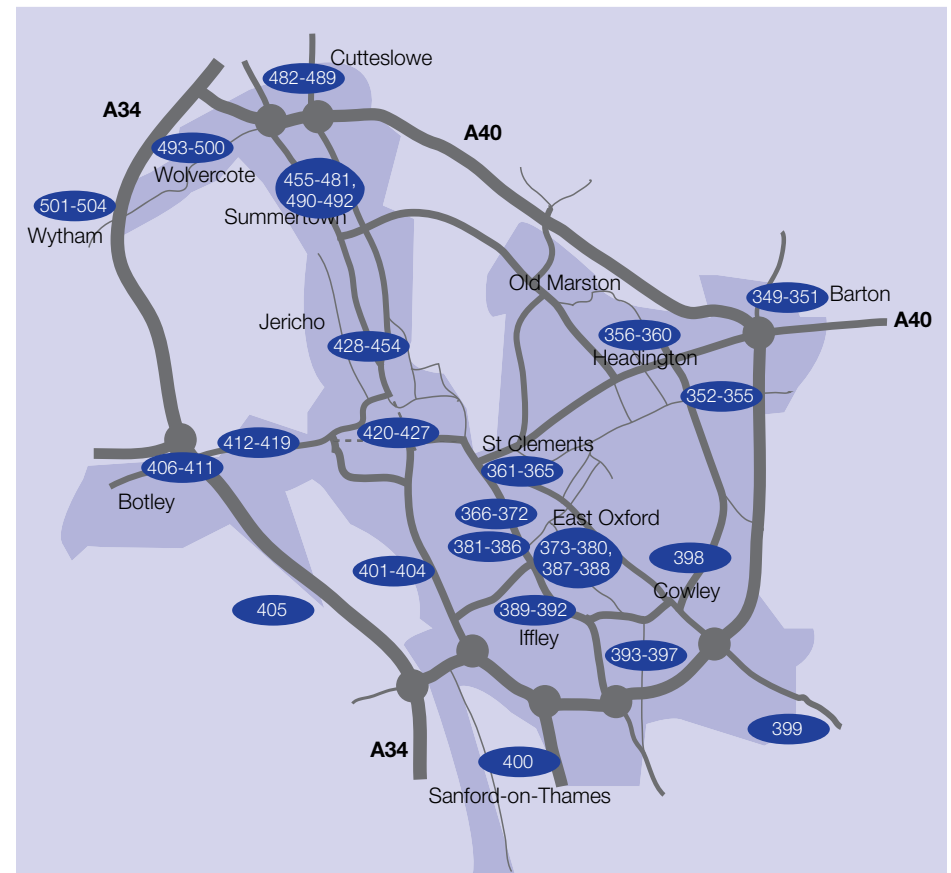 Cutteslowe
482-489
A34
A40
493-500
Wolvercote
455-481,
490-492
Summertown
501-504
Wytham
Old Marston
349-351
Barton
A40
Jericho
428-454
356-360
Headington
352-355
412-419
420-427
St Clements
361-365
406-411
Botley
366-372
East Oxford
381-386
373-380,
387-388
398
Cowley
401-404
405
389-392
Iffley
393-397
399
A34
400
Sanford-on-Thames